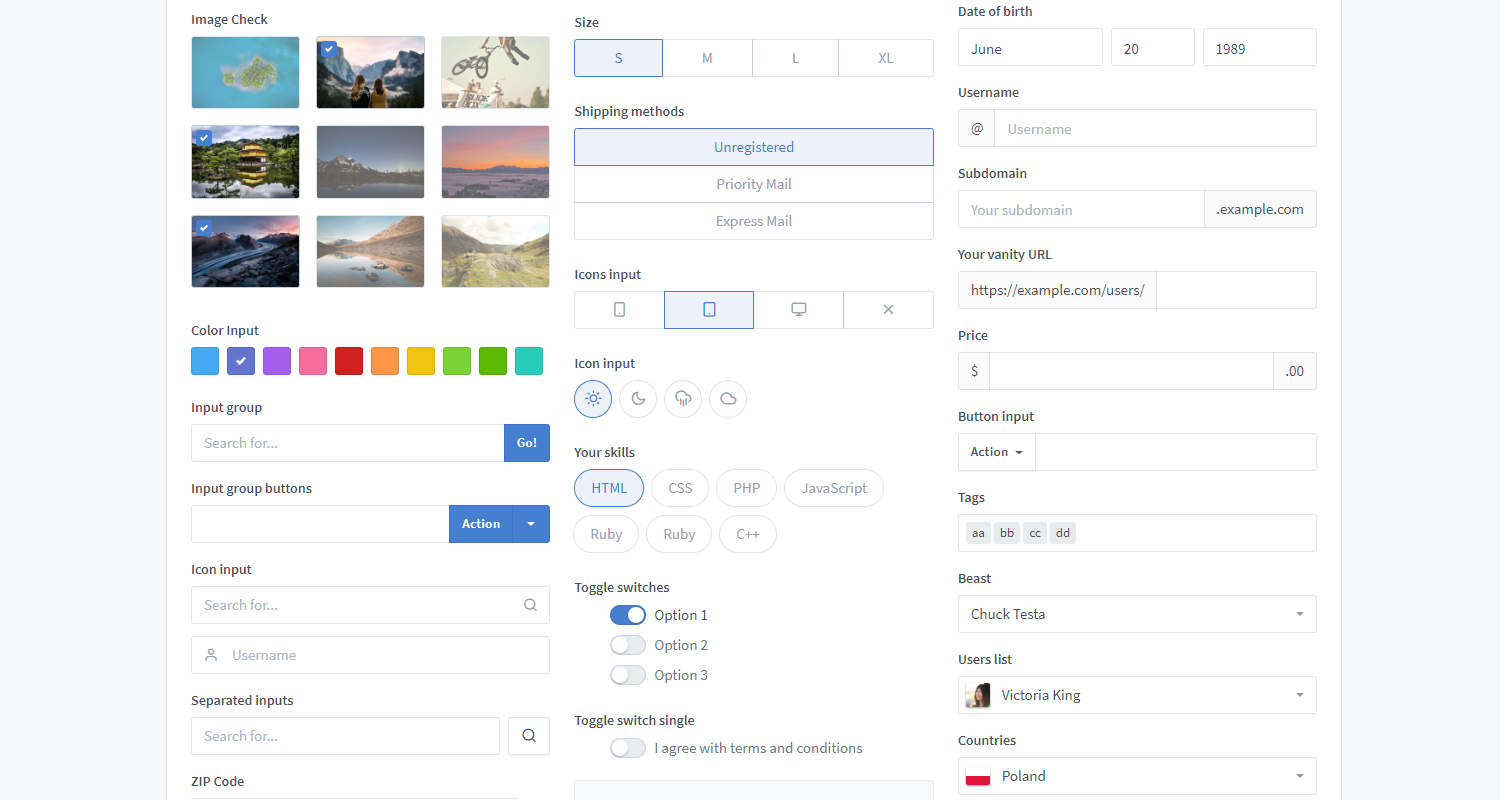 Image Check
Color Input
Input group
Search for...
Go!
Input group buttons
Action
Icon input
Search for...
Username
Separated inputs
Search for...
ZIP Code
Size
S
M
L
XL
Shipping methods
Unregistered
Priority Mail
Express Mail
Icons input
Icon input
Your skills
HTML
CSS
PHP
JavaScript
Ruby
Ruby
C++
Toggle switches
Option 1
Option 2
Option 3
Toggle switch single
I agree with terms and conditions
Date of birth
June
20
1989
Username
@
Username
Subdomain
Your subdomain
.example.com
Your vanity URL
https://example.com/users/
Price
$
.00
Button input
Action
Tags
aa
bb
cc
dd
Beast
Chuck Testa
Users list
Victoria King
Countries
Poland